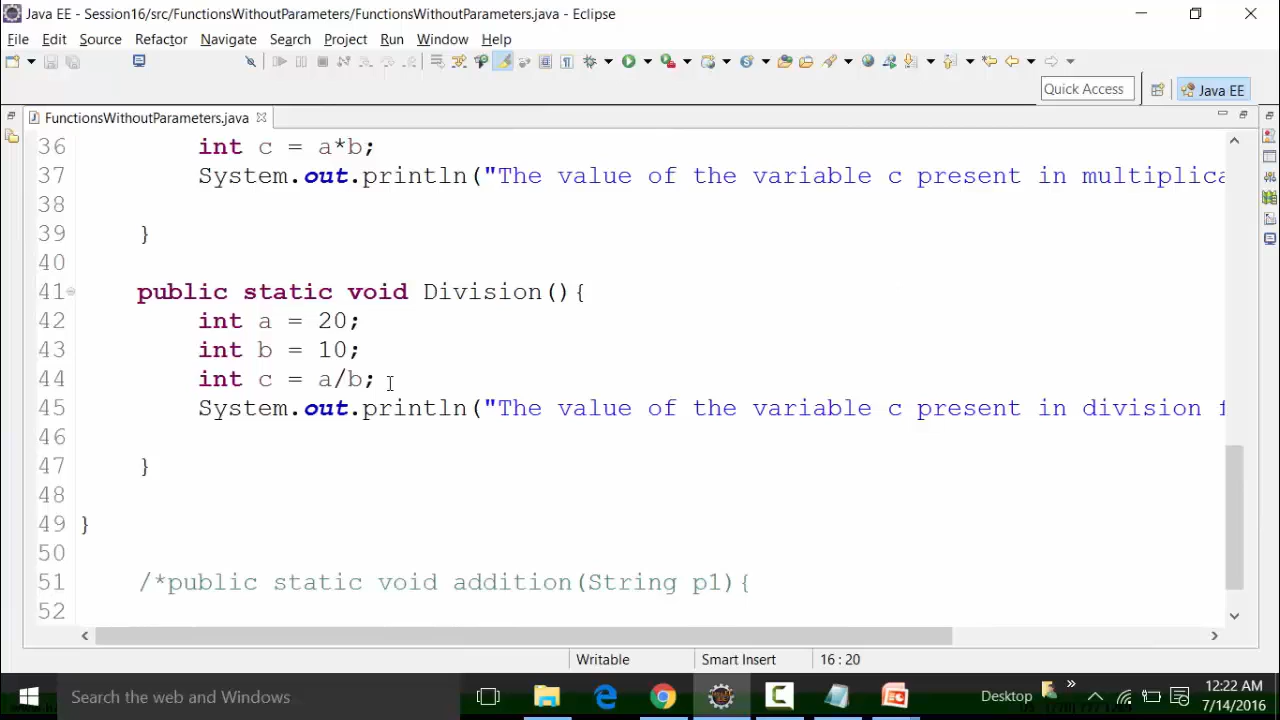 Java EE - Session16/src/FunctionsWithoutParameters/FunctionsWithoutParameters.java - Eclipse
File Edit Source Refactor Navigate Search Project Run Window Help
Quick Access
Java EE
FunctionsWithoutParameters.java
36 int c = a*b;
37 System.out.println("The value of the variable c present in multiplica
38
39 }
40
41 public static void Division(){
42 int a = 20;
43 int b = 10;
44 int c = a/b;
45 System.out.println("The value of the variable c present in division f
46
47 }
48
49 }
50
51 /*public static void addition(String p1){
52
Writable Smart Insert 16 : 20
Search the web and Windows
Desktop
12:22 AM
7/14/2016